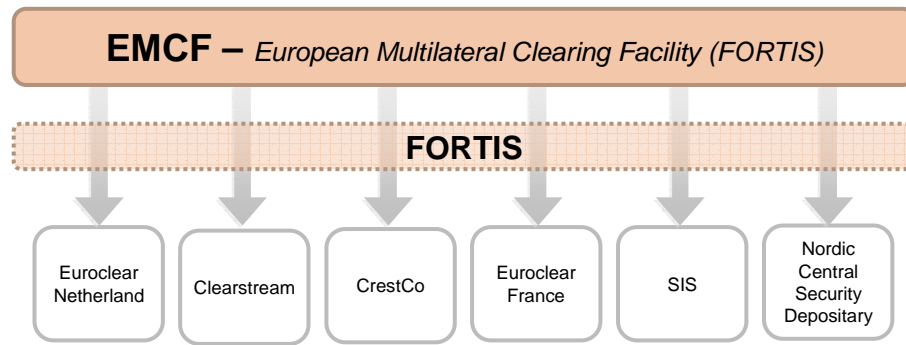 EMCF – European Multilateral Clearing Facility (FORTIS)
FORTIS
Euroclear
Netherland
Clearstream
CrestCo
Euroclear
France
SIS
Nordic
Central
Security
Depositary